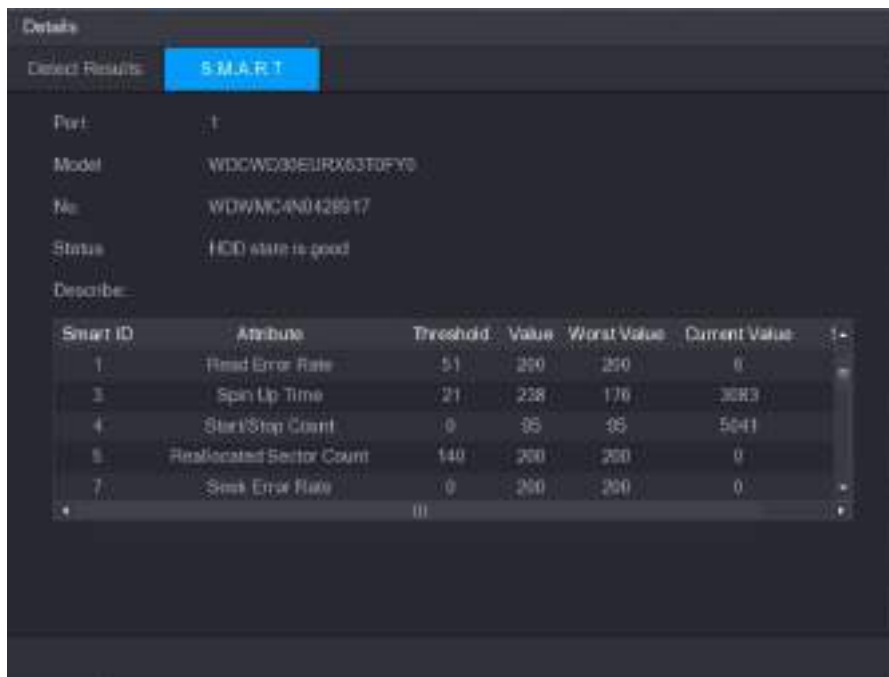 Details
Detect Results S.M.A.R.T
Port 1
Model WDCWD30EURX63T0FY0
No. WDWMC4N0428917
Status HDD state is good
Describe:
Smart ID Attribute Threshold Value Worst Value Current Value
1 Read Error Rate 51 200 200
3 Spin Up Time 21 238 176 3083
4 Start/Stop Count 0 95 95 5041
5 Reallocated Sector Count 140 200 200 0
7 Seek Error Rate 0 200 200 0